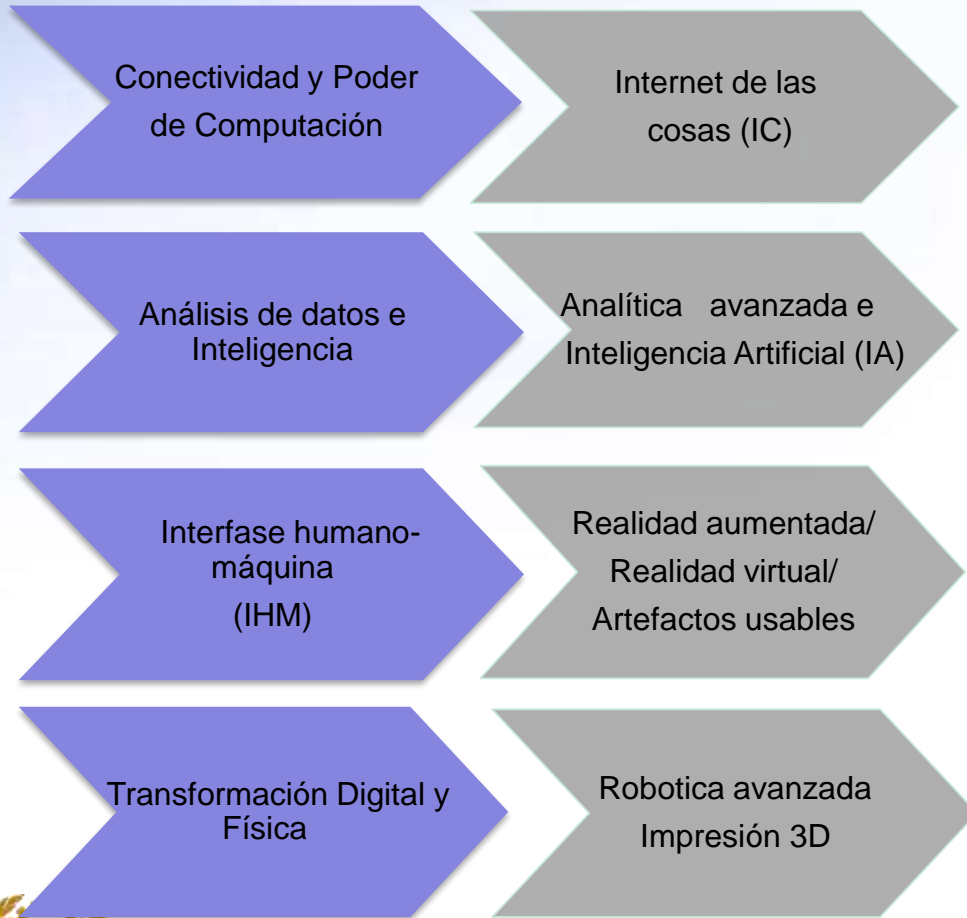 Conectividad y Poder
de Computación
Internet de las
cosas (IC)
Análisis de datos e
Inteligencia
Analítica avanzada e
Inteligencia Artificial (IA)
Interfase humano-
máquina
(IHM)
Realidad aumentada/
Realidad virtual/
Artefactos usables
Transformación Digital y
Física
Robotica avanzada
Impresión 3D